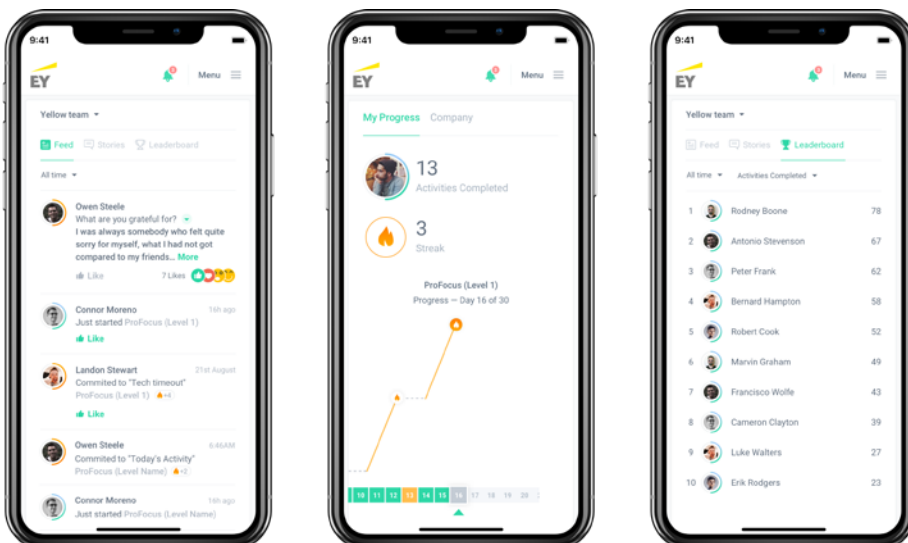 9:41
EY
3
Menu
Yellow team
Feed Stories Leaderboard
All time
Owen Steele
What are you grateful for?
I was always somebody who felt quite
sorry for myself, what I had not got
compared to my friends... More
Like 7 Likes
Connor Moreno 16h ago
Just started ProFocus (Level 1)
Like
Landon Stewart 21st August
Commited to "Tech timeout"
ProFocus (Level 1) +4
Like
Owen Steele 6:46AM
Commited to "Today's Activity"
ProFocus (Level Name) +2
Connor Moreno 16h ago
Just started ProFocus (Level Name)
9:41
EY
Menu
My Progress Company
13
Activities Completed
3
Streak
ProFocus (Level 1)
Progress — Day 16 of 30
10 11 12 13 14 15 16 17 18 19 20
9:41
EY
Menu
Yellow team
Feed Stories Leaderboard
All time Activities Completed
1 Rodney Boone 78
2 Antonio Stevenson 67
3 Peter Frank 62
4 Bernard Hampton 58
5 Robert Cook 52
6 Marvin Graham 49
7 Francisco Wolfe 43
8 Cameron Clayton 39
9 Luke Walters 27
10 Erik Rodgers 23